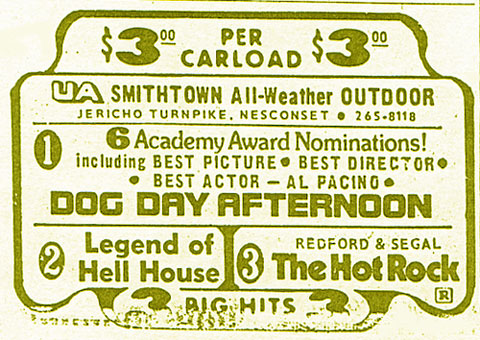 $3.00 PER CARLOAD $3.00
UA SMITHTOWN All-Weather OUTDOOR
JERICHO TURNPIKE, NESCONSET • 265-8118
1 6 Academy Award Nominations!
including BEST PICTURE • BEST DIRECTOR •
• BEST ACTOR — AL PACINO •
DOG DAY AFTERNOON
2 Legend of Hell House
3 REDFORD & SEGAL
The Hot Rock
R
3 BIG HITS 3